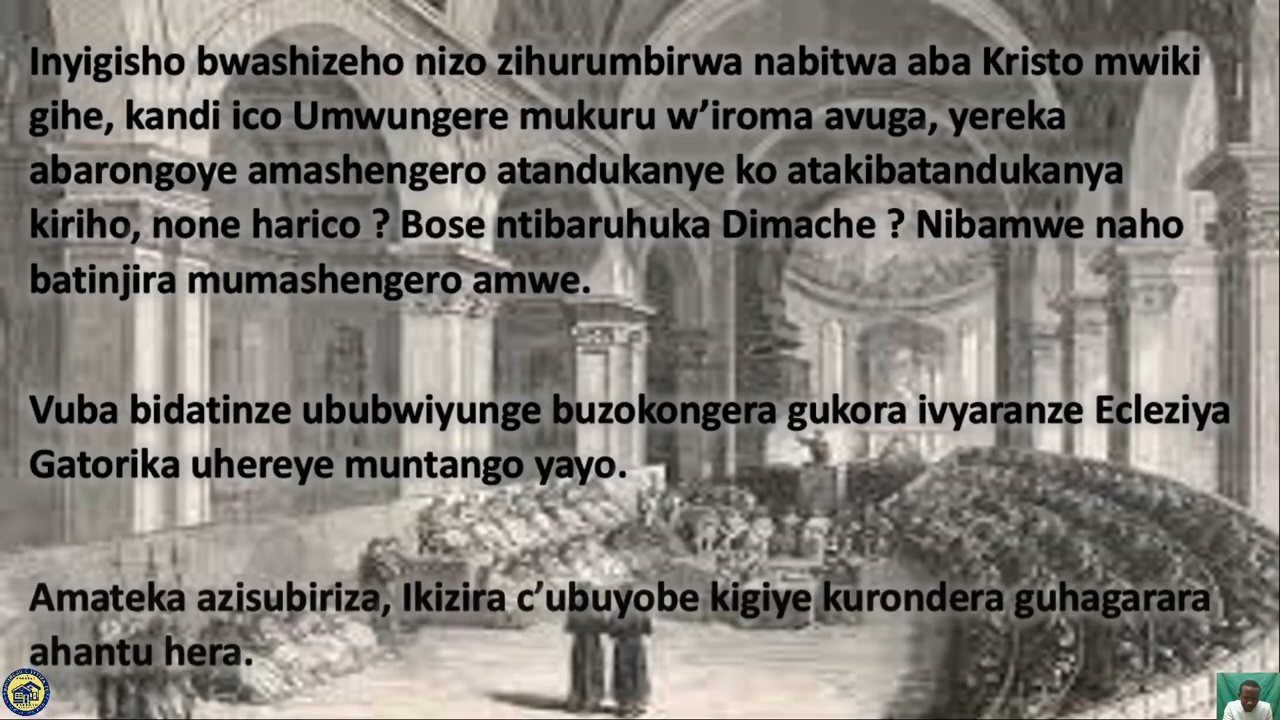 Inyigisho bwashizeho nizo zihurumbirwa nabitwa aba Kristo mwiki
gihe, kandi ico Umwungere mukuru w’iroma avuga, yereka
abarongoye amashengero atandukanye ko atakibatandukanya
kiriho, none harico ? Bose ntibaruhuka Dimache ? Nibamwe naho
batinjira mumashengero amwe.
Vuba bidatinze ububwiyunge buzokongera gukora ivyaranze Ecleziya
Gatorika uhereye muntango yayo.
Amateka azisubiriza, Ikizira c’ubuyobe kigiye kurondera guhagarara
ahantu hera.